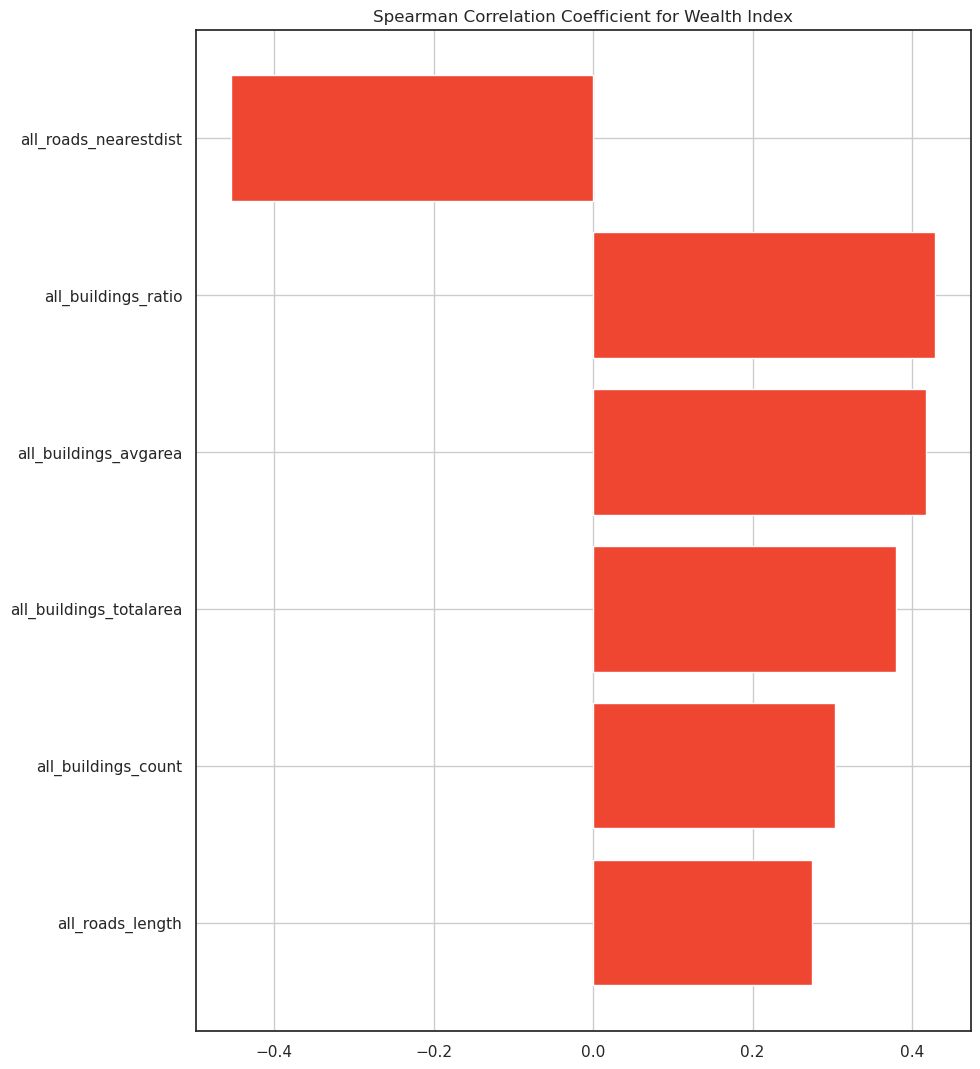 Spearman Correlation Coefficient for Wealth Index
all_roads_nearestdist
all_buildings_ratio
all_buildings_avgarea
all_buildings_totalarea
all_buildings_count
all_roads_length
−0.4 −0.2 0.0 0.2 0.4